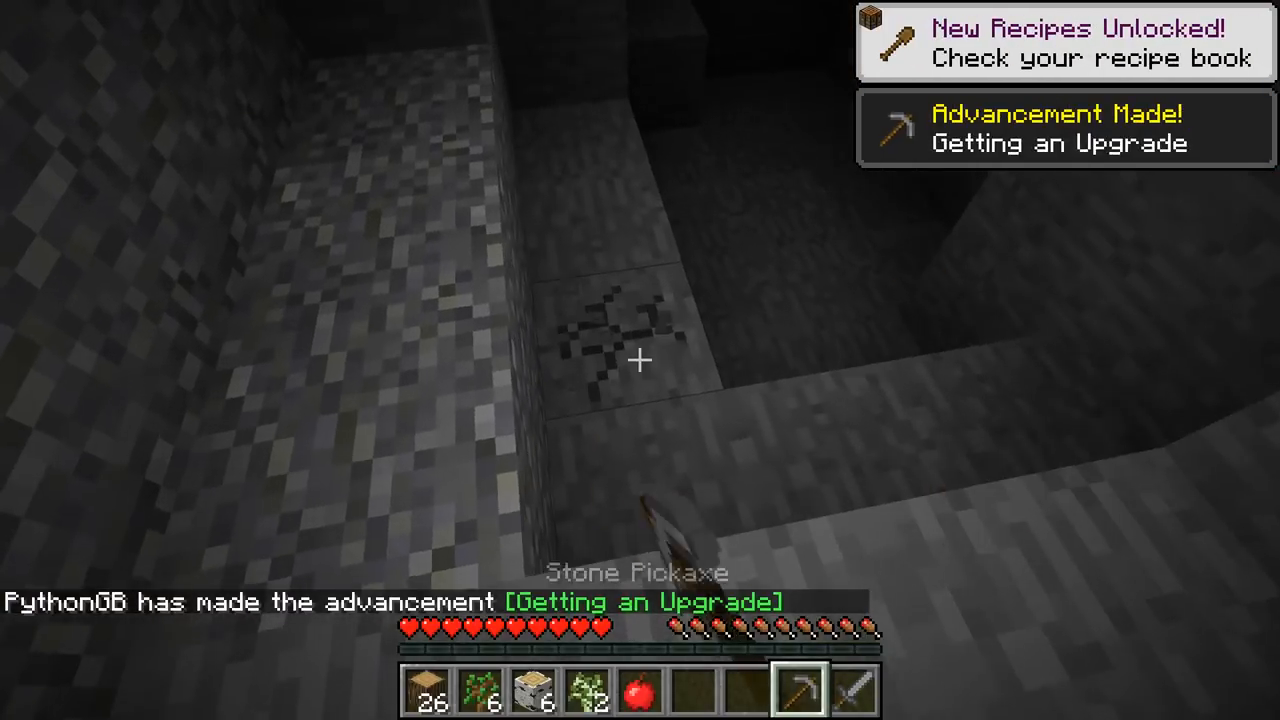 New Recipes Unlocked!
Check your recipe book
Advancement Made!
Getting an Upgrade
Stone Pickaxe
PythonGB has made the advancement [Getting an Upgrade]
26 6 6 2